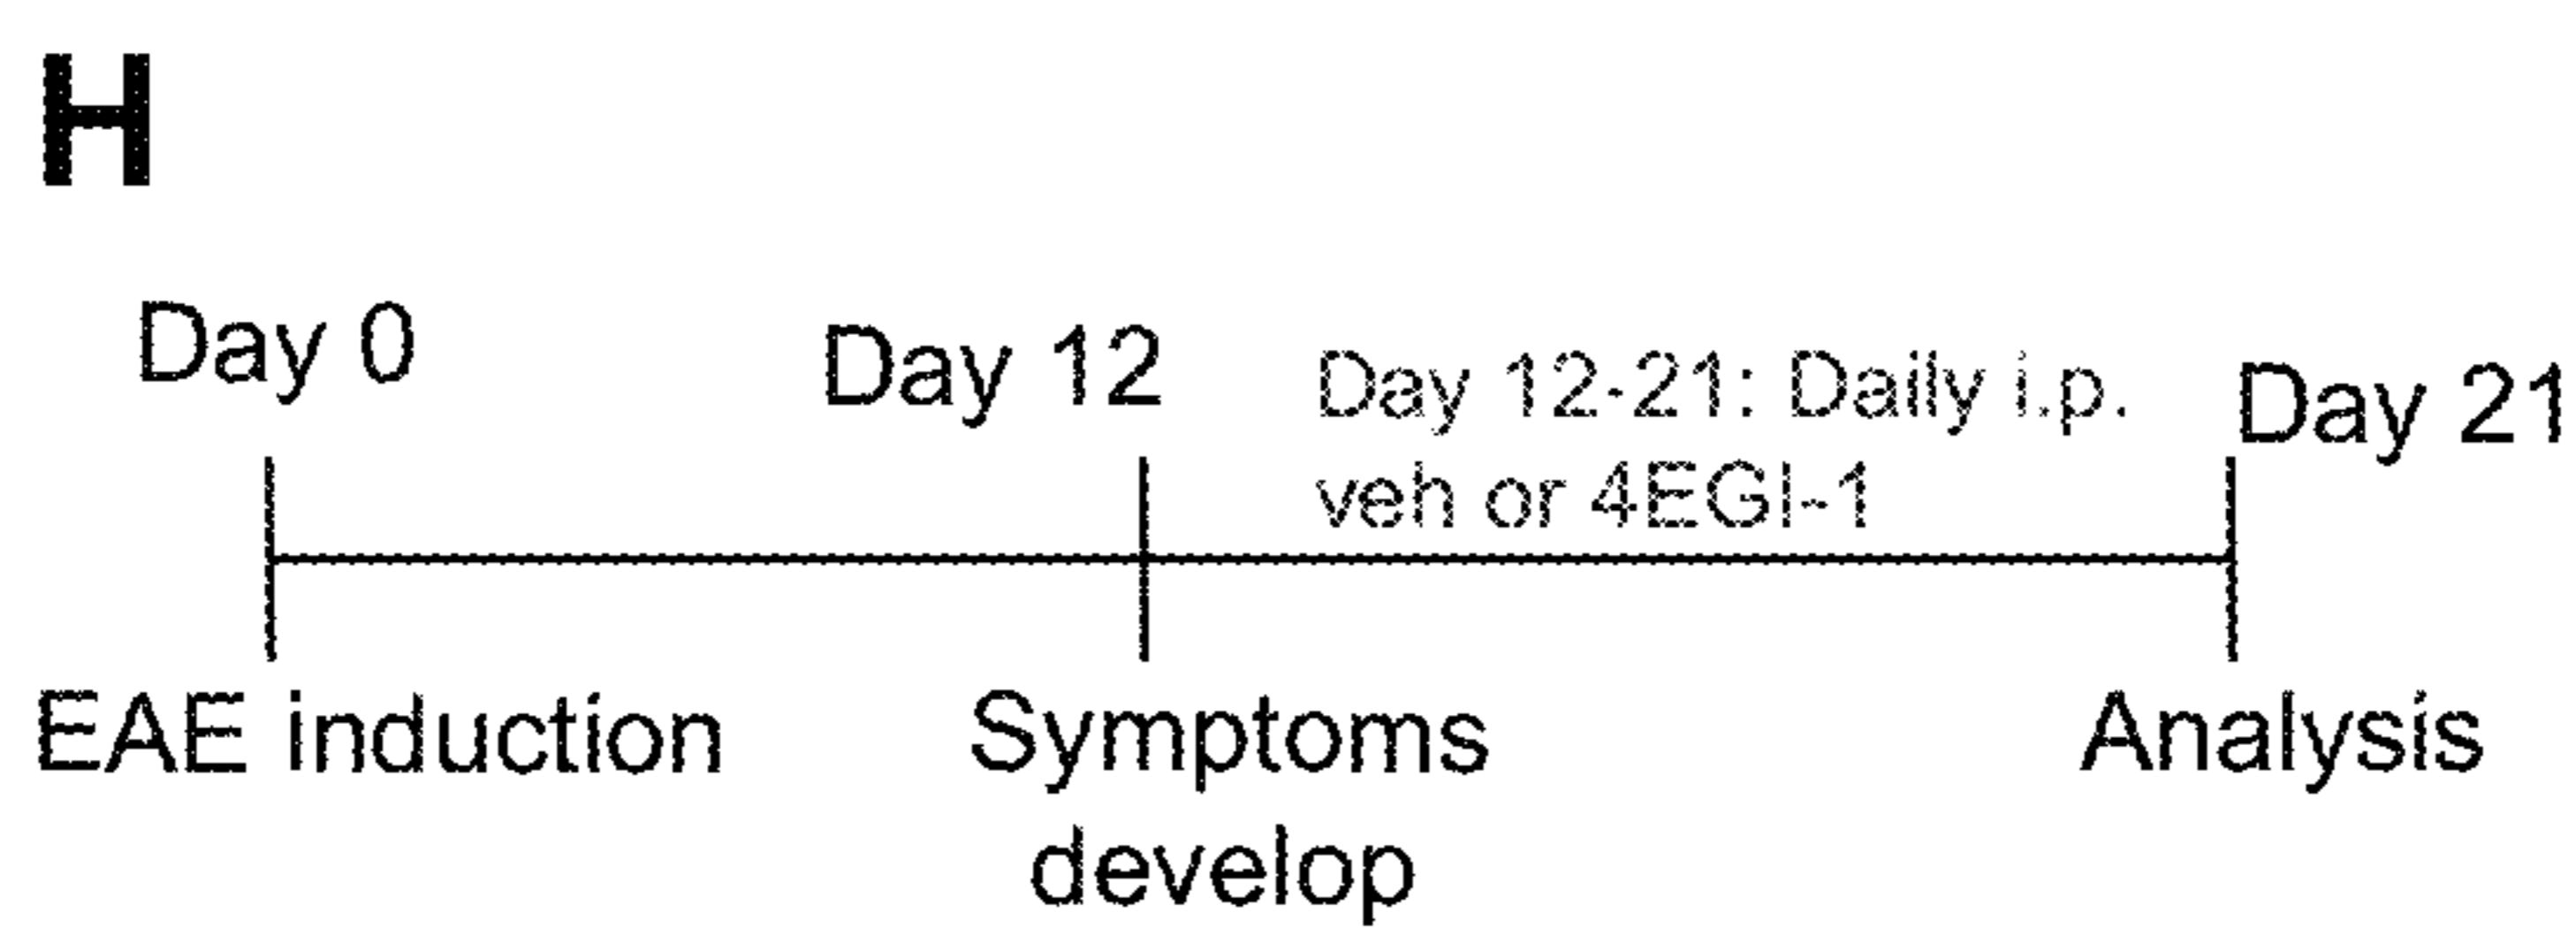 H
Day 0
Day 12
Day 12-21: Daily i.p.
veh or 4EGI-1
Day 21
EAE induction
Symptoms
develop
Analysis